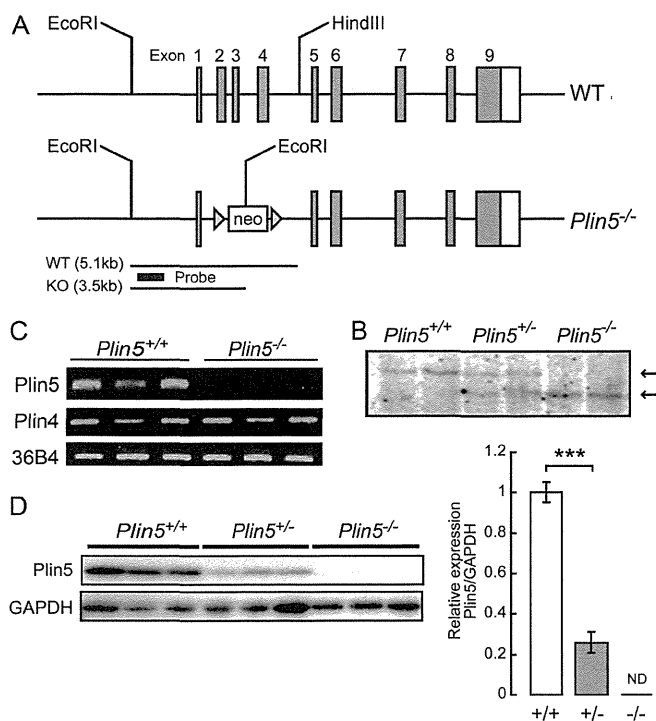 A
EcoRI
HindIII
Exon 1 2 3 4 5 6 7 8 9
WT
EcoRI
EcoRI
neo
Plin5-/-
WT (5.1kb)
Probe
KO (3.5kb)
C
Plin5+/+ Plin5-/-
Plin5
Plin4
36B4
B
Plin5+/+ Plin5+/- Plin5-/-
D
Plin5+/+ Plin5+/- Plin5-/-
Plin5
GAPDH
Relative expression
Plin5/GAPDH
1.2
1
0.8
0.6
0.4
0.2
0
***
ND
+/+ +/- -/-